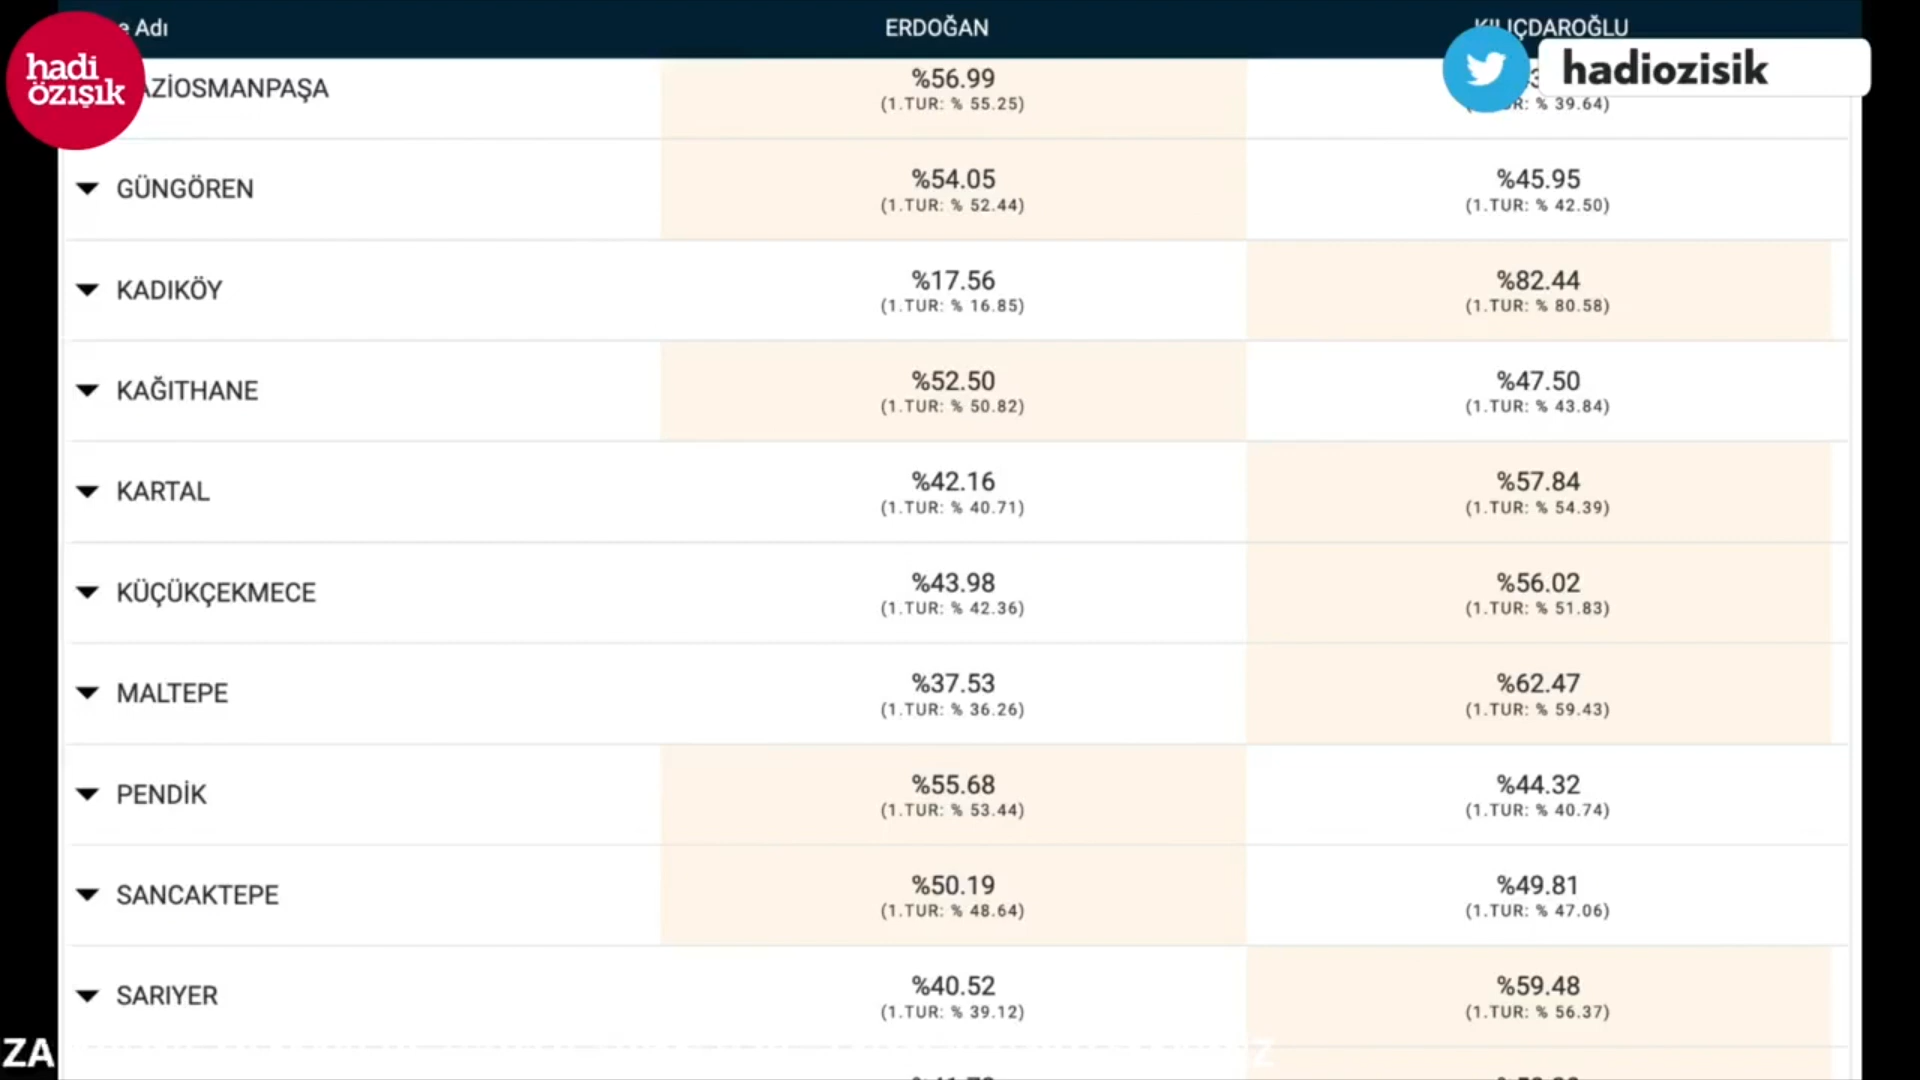 hadi
özışık
e Adı
ERDOĞAN
KILIÇDAROĞLU
hadiozisik
AZİOSMANPAŞA
%56.99
(1.TUR: % 55.25)
R: % 39.64)
GÜNGÖREN
%54.05
(1.TUR: % 52.44)
%45.95
(1.TUR: % 42.50)
KADIKÖY
%17.56
(1.TUR: % 16.85)
%82.44
(1.TUR: % 80.58)
KAĞITHANE
%52.50
(1.TUR: % 50.82)
%47.50
(1.TUR: % 43.84)
KARTAL
%42.16
(1.TUR: % 40.71)
%57.84
(1.TUR: % 54.39)
KÜÇÜKÇEKMECE
%43.98
(1.TUR: % 42.36)
%56.02
(1.TUR: % 51.83)
MALTEPE
%37.53
(1.TUR: % 36.26)
%62.47
(1.TUR: % 59.43)
PENDİK
%55.68
(1.TUR: % 53.44)
%44.32
(1.TUR: % 40.74)
SANCAKTEPE
%50.19
(1.TUR: % 48.64)
%49.81
(1.TUR: % 47.06)
SARIYER
%40.52
(1.TUR: % 39.12)
%59.48
(1.TUR: % 56.37)
ZA